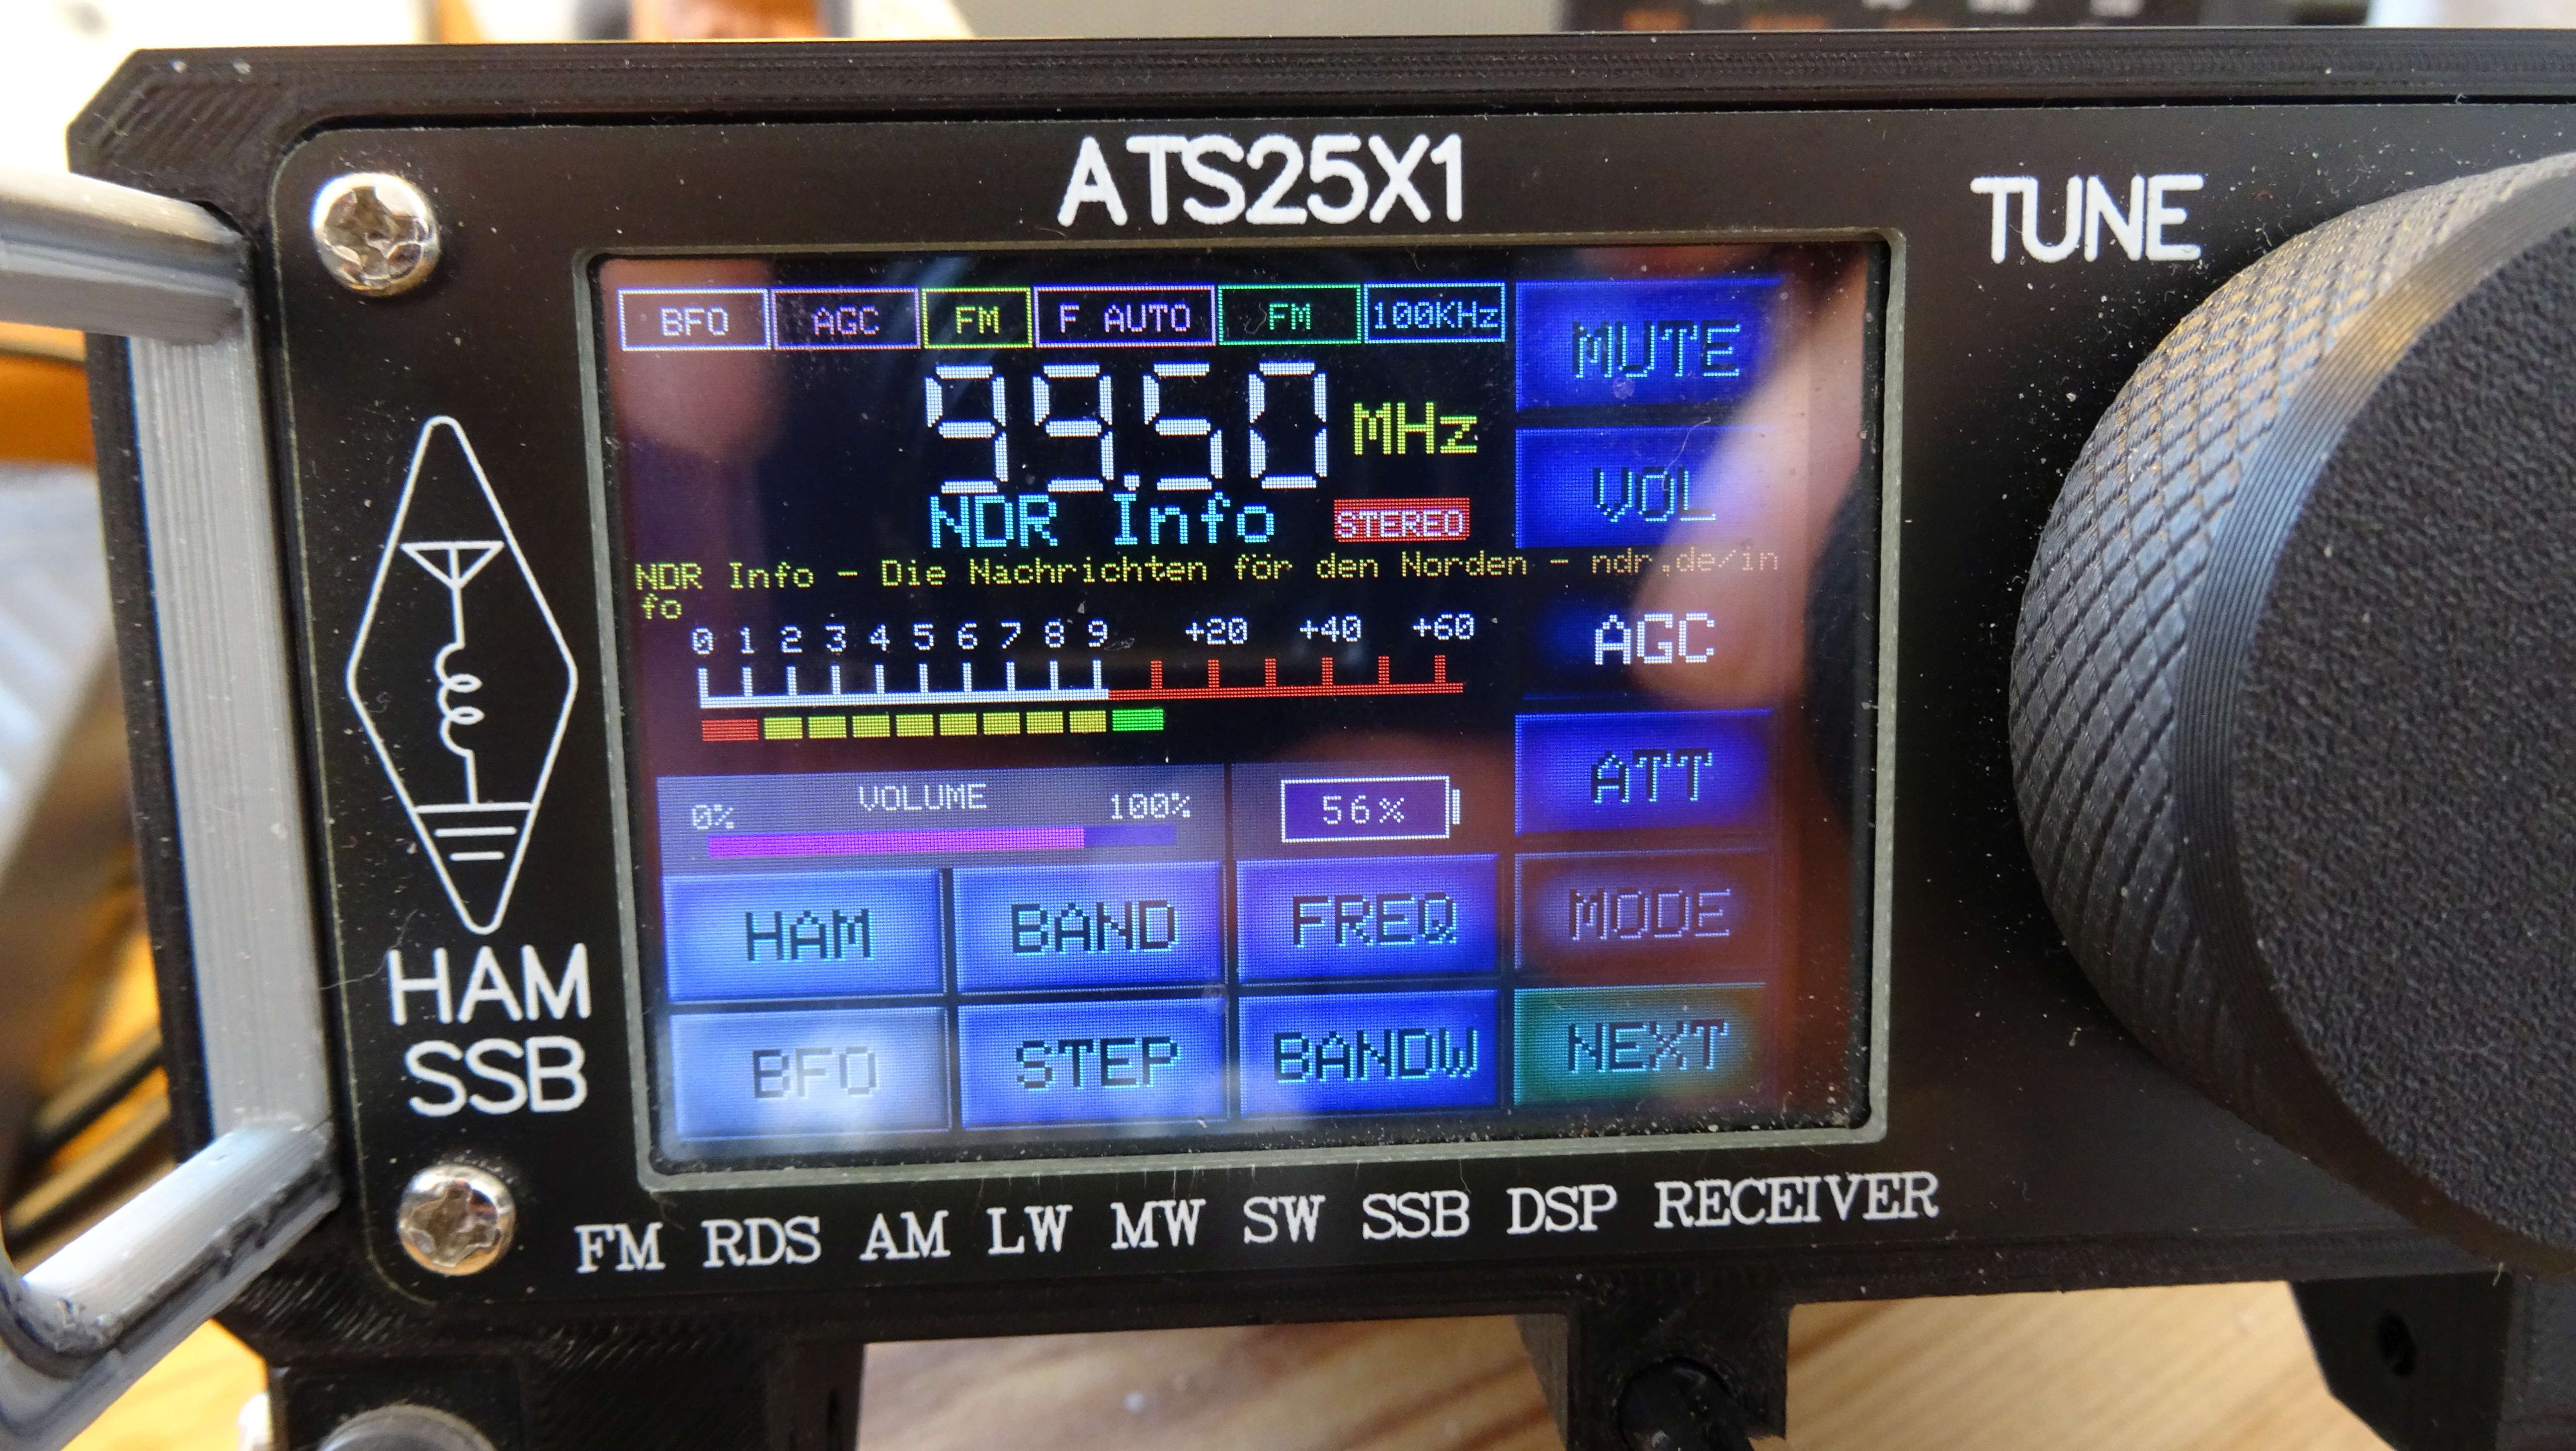 ATS25X1
TUNE
BFO AGC FM F AUTO FM 100KHz
MUTE
99.50 MHz
VOL
NDR Info STEREO
NDR Info - Die Nachrichten för den Norden - ndr.de/in
fo
0 1 2 3 4 5 6 7 8 9 +20 +40 +60
AGC
ATT
VOLUME
0% 100%
56%
HAM BAND FREQ MODE
BFO STEP BANDW NEXT
HAM
SSB
FM RDS AM LW MW SW SSB DSP RECEIVER